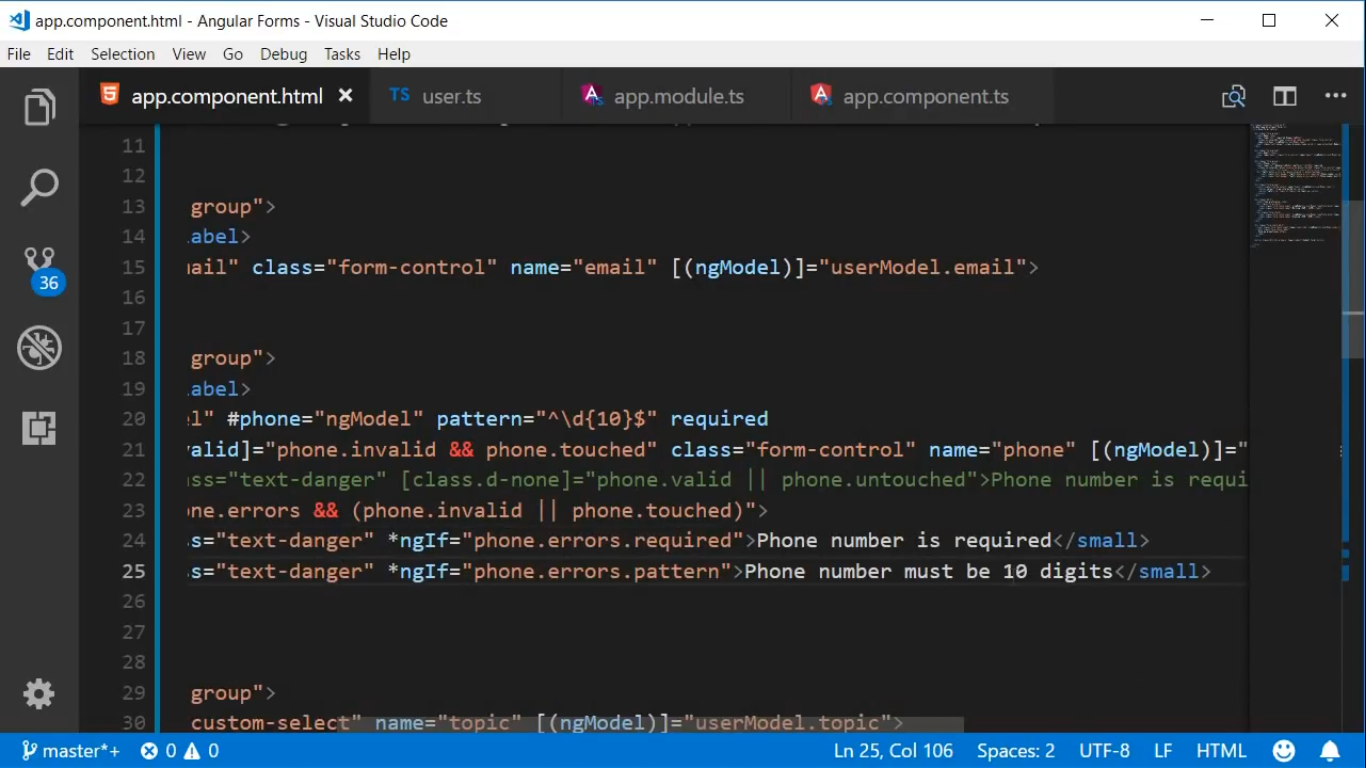 app.component.html - Angular Forms - Visual Studio Code
File Edit Selection View Go Debug Tasks Help
app.component.html TS user.ts app.module.ts app.component.ts
11
12
13 group">
14 abel>
15 ail" class="form-control" name="email" [(ngModel)]="userModel.email">
16
17
18 group">
19 abel>
20 el" #phone="ngModel" pattern="^\d{10}$" required
21 valid]="phone.invalid && phone.touched" class="form-control" name="phone" [(ngModel)]="
22 ass="text-danger" [class.d-none]="phone.valid || phone.untouched">Phone number is requi
23 one.errors && (phone.invalid || phone.touched)">
24 s="text-danger" *ngIf="phone.errors.required">Phone number is required</small>
25 s="text-danger" *ngIf="phone.errors.pattern">Phone number must be 10 digits</small>
26
27
28
29 group">
30 custom-select" name="topic" [(ngModel)]="userModel.topic">
36
master*+ 0 0 Ln 25, Col 106 Spaces: 2 UTF-8 LF HTML